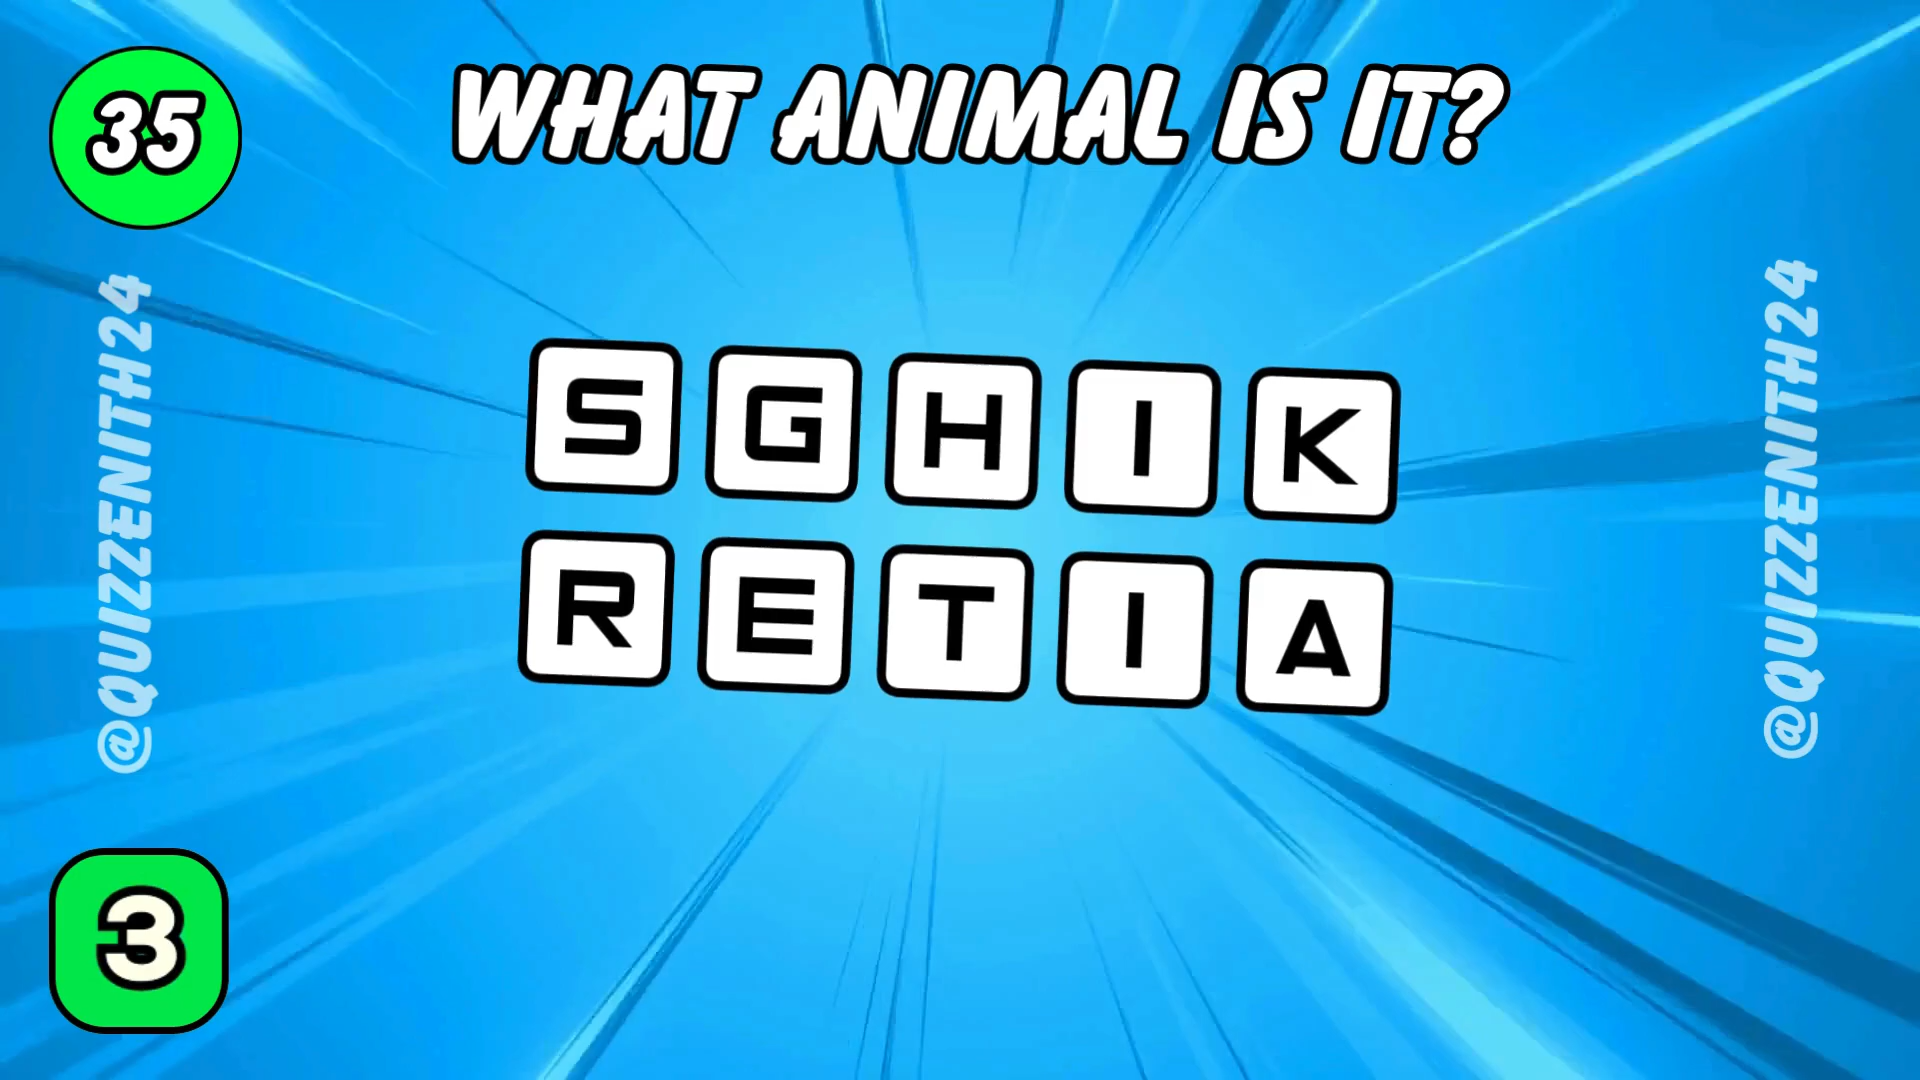 35
WHAT ANIMAL IS IT?
@QUIZZENITH24
@QUIZZENITH24
S G H I K
R E T I A
3